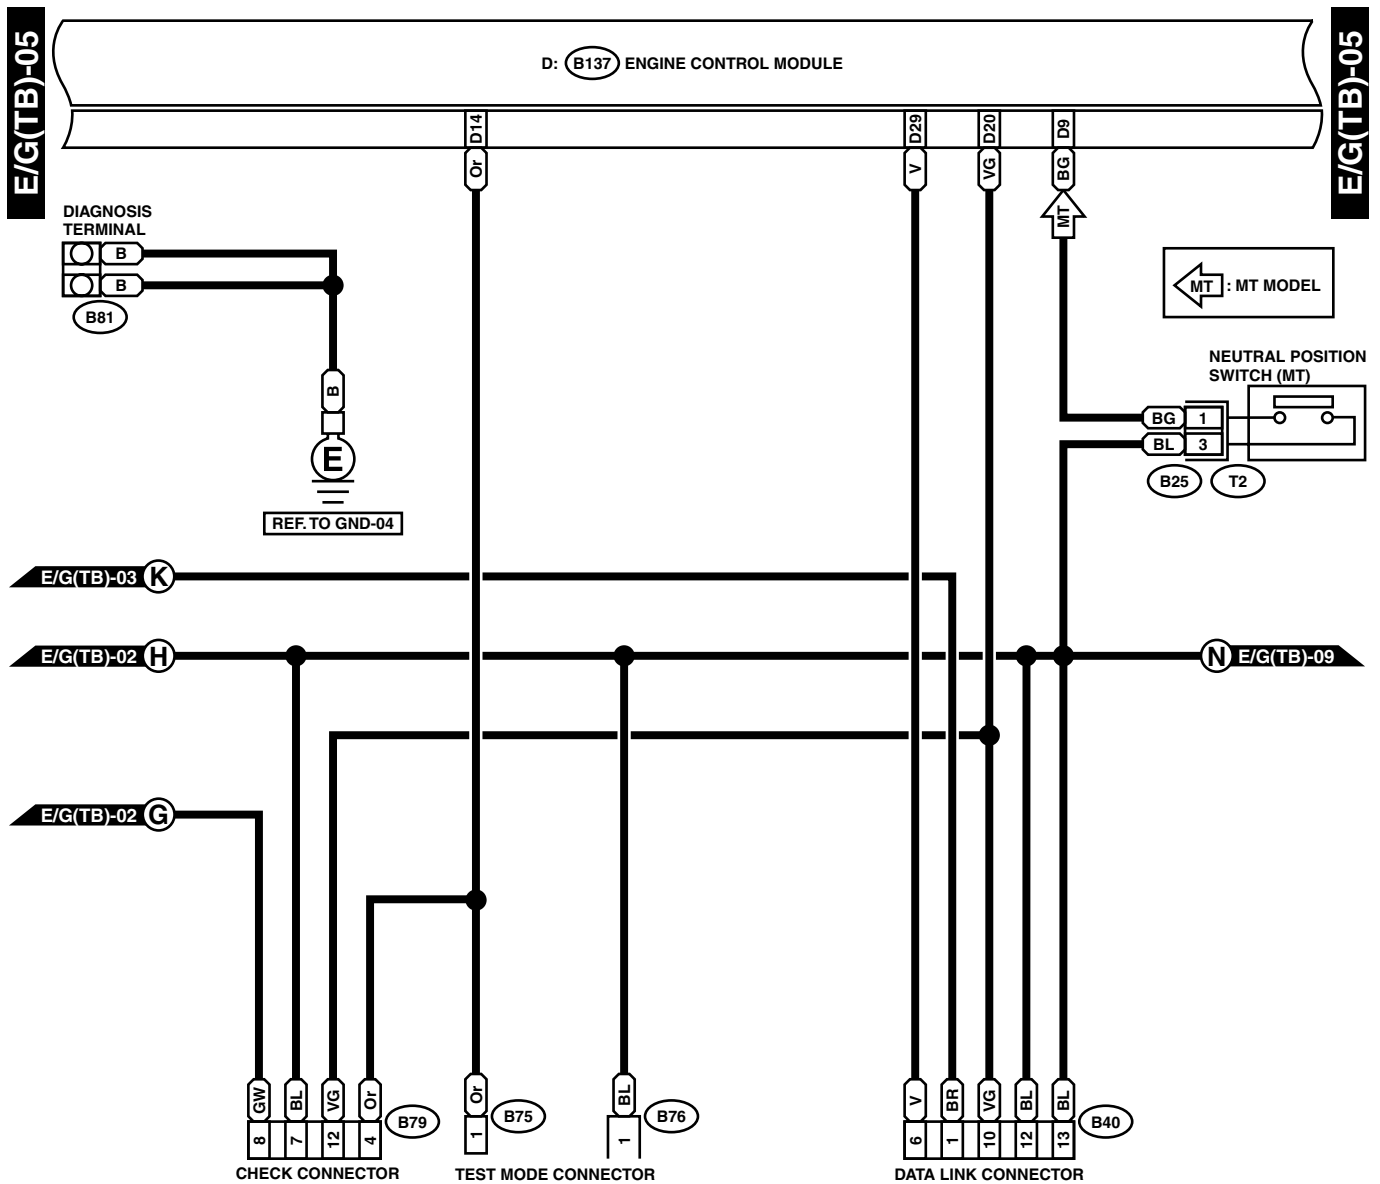 E/G(TB)-05
E/G(TB)-05
D: B137 ENGINE CONTROL MODULE
D14
D29
D20
D9
Or
V
VG
BG
MT
DIAGNOSIS
TERMINAL
B
B
B81
MT : MT MODEL
NEUTRAL POSITION
SWITCH (MT)
B
BG 1
BL 3
B25
T2
E
REF. TO GND-04
E/G(TB)-03 K
E/G(TB)-02 H
N E/G(TB)-09
E/G(TB)-02 G
GW
BL
VG
Or
Or
BL
V
BR
VG
BL
BL
B79
B75
B76
B40
8
7
12
4
1
1
6
1
10
12
13
CHECK CONNECTOR
TEST MODE CONNECTOR
DATA LINK CONNECTOR